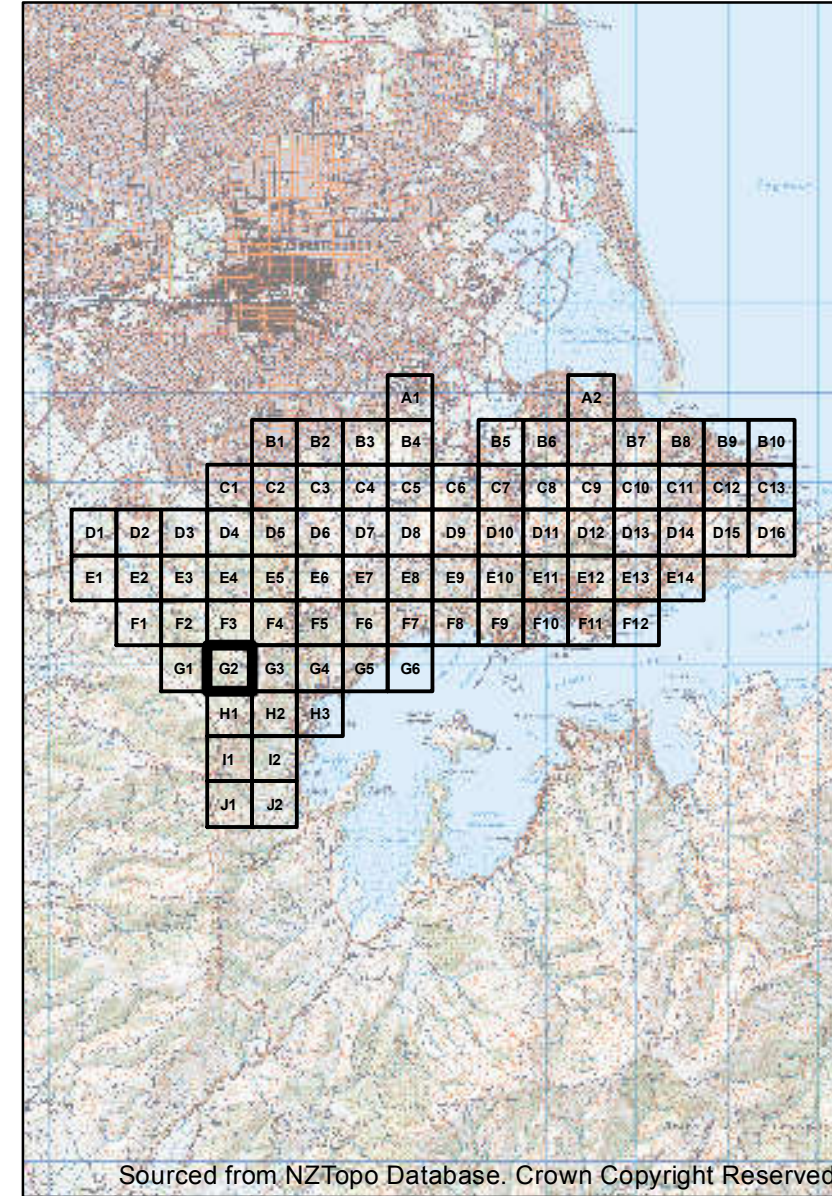 A1 A2
B1 B2 B3 B4 B5 B6 B7 B8 B9 B10
C1 C2 C3 C4 C5 C6 C7 C8 C9 C10 C11 C12 C13
D1 D2 D3 D4 D5 D6 D7 D8 D9 D10 D11 D12 D13 D14 D15 D16
E1 E2 E3 E4 E5 E6 E7 E8 E9 E10 E11 E12 E13 E14
F1 F2 F3 F4 F5 F6 F7 F8 F9 F10 F11 F12
G1 G2 G3 G4 G5 G6
H1 H2 H3
I1 I2
J1 J2
Sourced from NZTopo Database. Crown Copyright Reserved